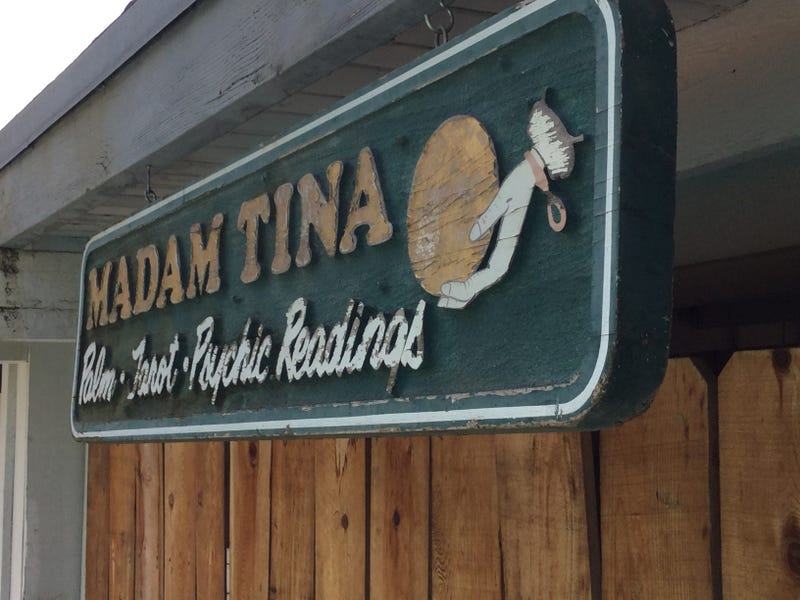 MADAM TINA
Palm · Tarot · Psychic Readings